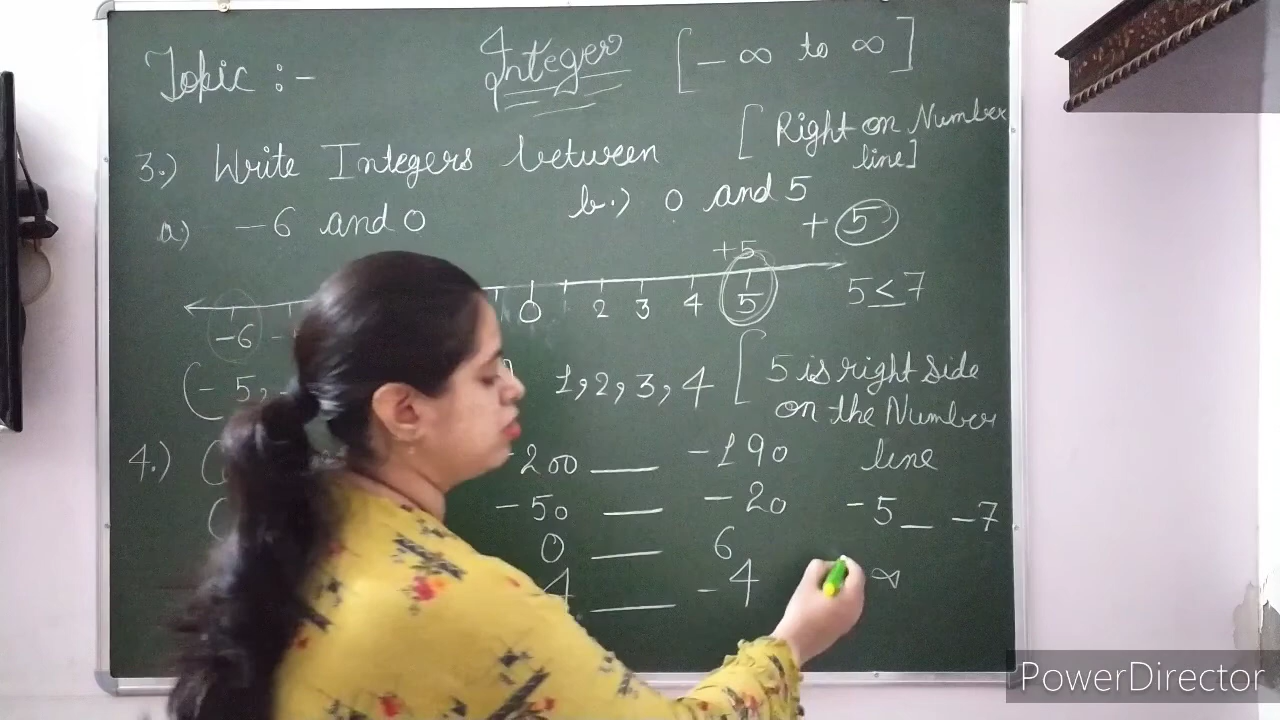 Topic :- Integer [ - ∞ to ∞ ]
3.) Write Integers between [ Right on Number line]
a) -6 and 0 b.) 0 and 5
+ 5
+5
-6 0 2 3 4 5 5 ≤ 7
(-5, 1, 2, 3, 4 [ 5 is right side
on the Number
line
4.) ( -200 ___ -190
( -50 ___ -20 -5 _ -7
0 ___ 6
4 ___ -4 ∞
PowerDirector